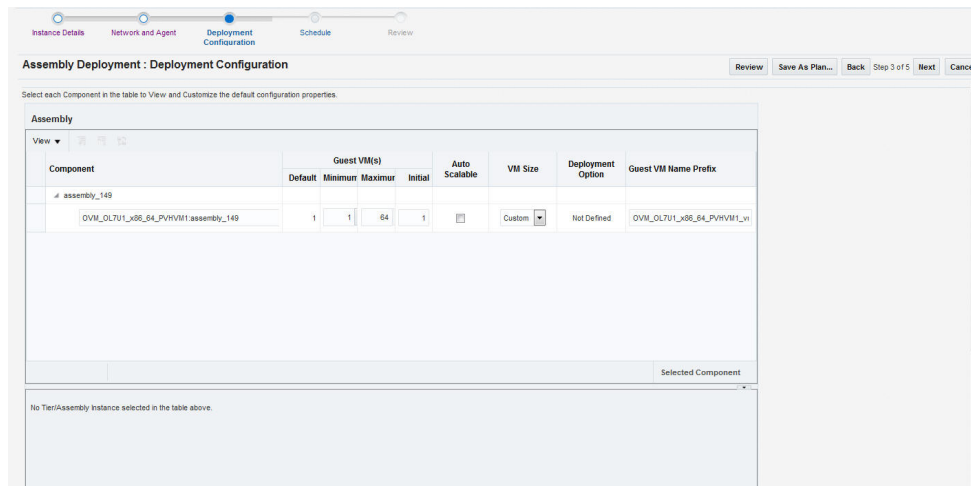 Instance Details Network and Agent Deployment Schedule Review
Configuration
Assembly Deployment : Deployment Configuration
Review Save As Plan... Back Step 3 of 5 Next Cance
Select each Component in the table to View and Customize the default configuration properties.
Assembly
View
Component Guest VM(s) Auto Scalable VM Size Deployment Option Guest VM Name Prefix
Default Minimum Maximur Initial
assembly_149
OVM_OL7U1_x86_64_PVHVM1:assembly_149 1 1 64 1 Custom Not Defined OVM_OL7U1_x86_64_PVHVM1_vi
Selected Component
No Tier/Assembly Instance selected in the table above.